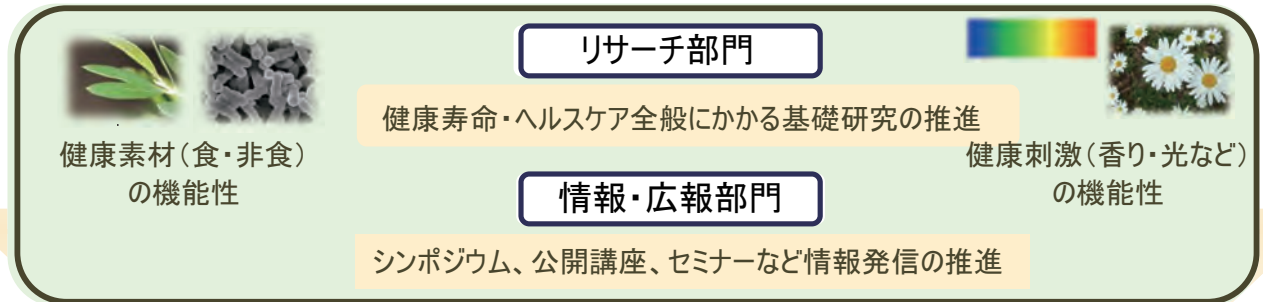 リサーチ部門
健康寿命・ヘルスケア全般にかかる基礎研究の推進
健康素材（食・非食）
の機能性
健康刺激（香り・光など）
の機能性
情報・広報部門
シンポジウム、公開講座、セミナーなど情報発信の推進